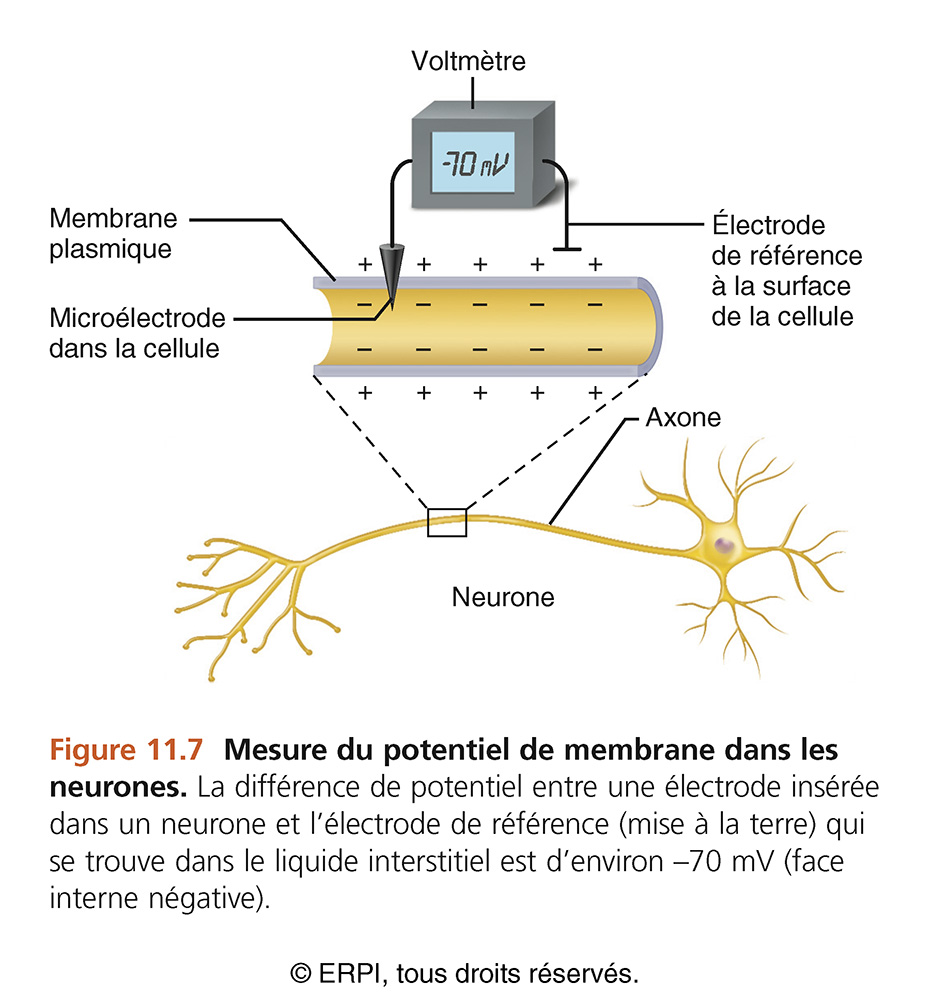 Voltmètre
-70 mV
Membrane
plasmique
Électrode
de référence
à la surface
de la cellule
Microélectrode
dans la cellule
+ + + + +
– – – – –
– – – – –
+ + + + +
Axone
Neurone
Figure 11.7 Mesure du potentiel de membrane dans les
neurones. La différence de potentiel entre une électrode insérée
dans un neurone et l’électrode de référence (mise à la terre) qui
se trouve dans le liquide interstitiel est d’environ –70 mV (face
interne négative).
© ERPI, tous droits réservés.